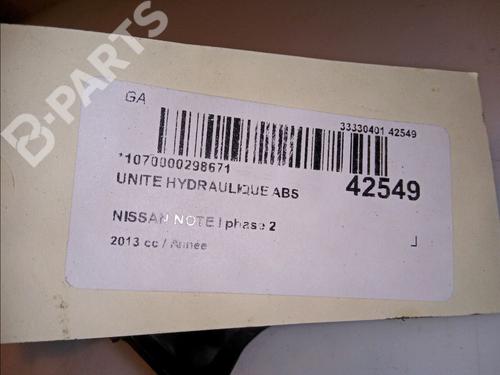 B-PARTS
GA
33330401 42549
*1070000298671
UNITE HYDRAULIQUE ABS
42549
NISSAN NOTE I phase 2
2013 cc / Année